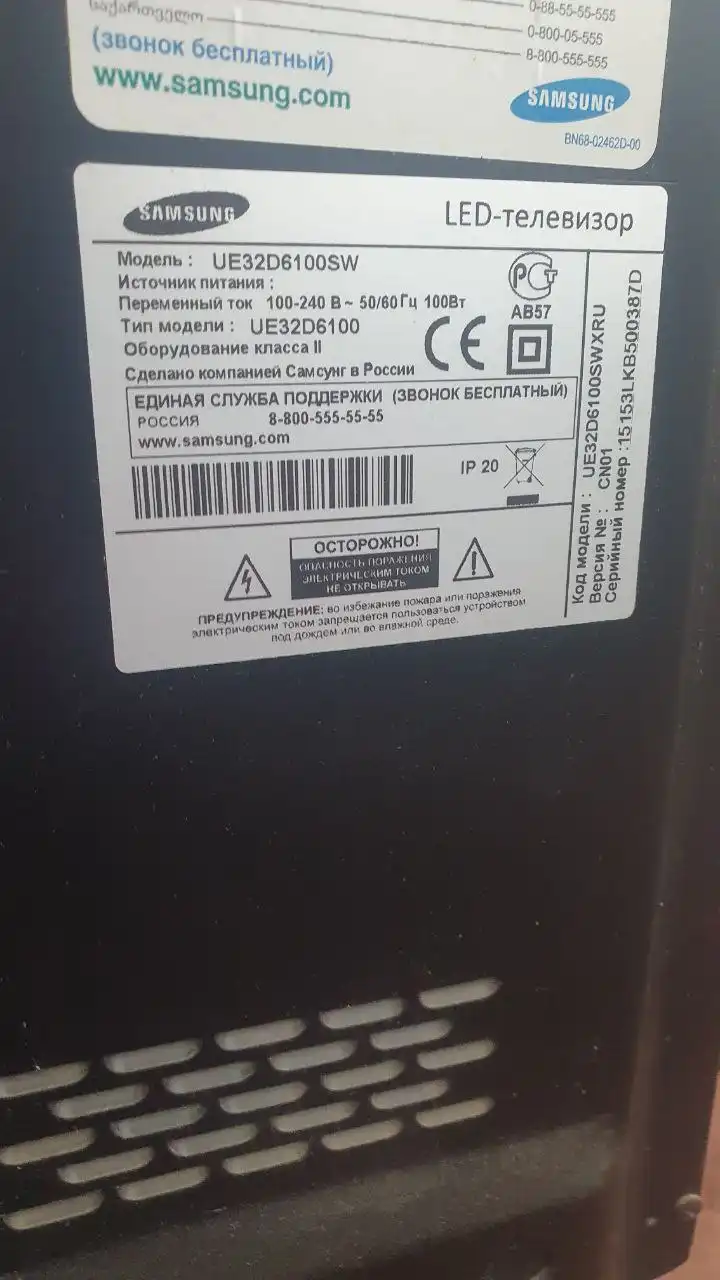 საქართველო
0-88-55-55-555
0-800-05-555
8-800-555-555
(звонок бесплатный)
www.samsung.com
SAMSUNG
BN68-02462D-00
SAMSUNG
LED-телевизор
Модель : UE32D6100SW
Источник питания :
Переменный ток 100-240 В ~ 50/60Гц 100Вт
Тип модели : UE32D6100
Оборудование класса II
Сделано компанией Самсунг в России
АВ57
CE
ЕДИНАЯ СЛУЖБА ПОДДЕРЖКИ (ЗВОНОК БЕСПЛАТНЫЙ)
РОССИЯ 8-800-555-55-55
www.samsung.com
IP 20
ОСТОРОЖНО!
ОПАСНОСТЬ ПОРАЖЕНИЯ
ЭЛЕКТРИЧЕСКИМ ТОКОМ
НЕ ОТКРЫВАТЬ
ПРЕДУПРЕЖДЕНИЕ: во избежание пожара или поражения
электрическим током запрещается пользоваться устройством
под дождем или во влажной среде.
Код модели : UE32D6100SWXRU
Версия № : CN01
Серийный номер :15153LKB500387D